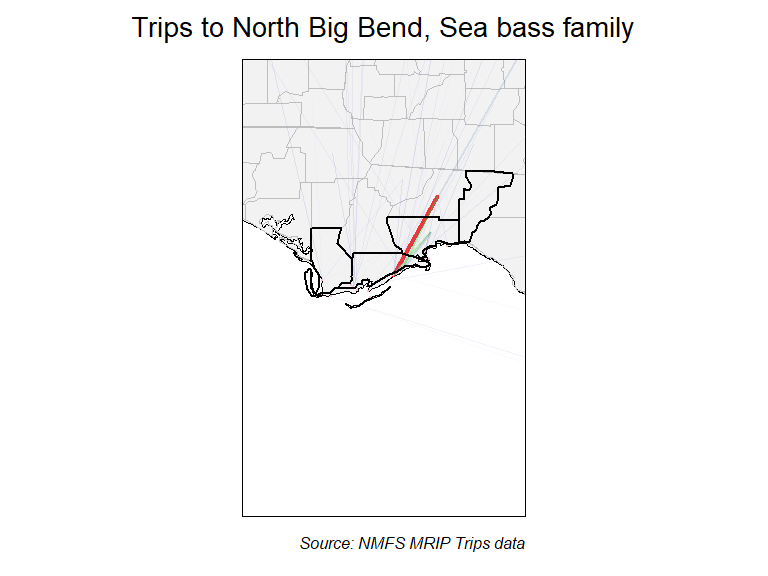 Trips to North Big Bend, Sea bass family
Source: NMFS MRIP Trips data